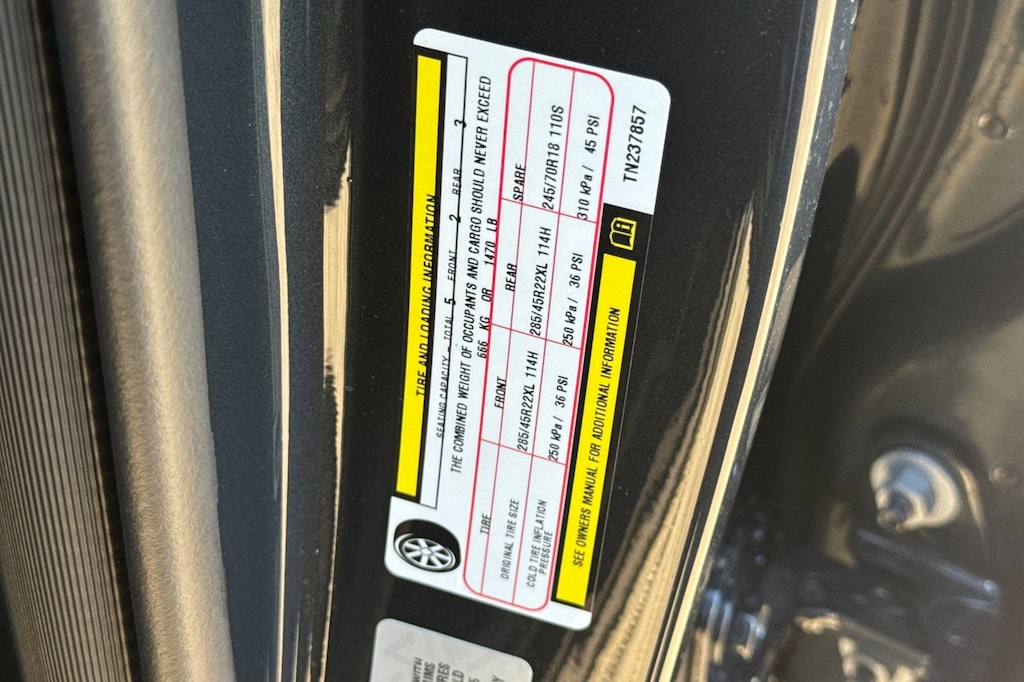 TIRE AND LOADING INFORMATION
SEATING CAPACITY - TOTAL 5 FRONT 2 REAR 3
THE COMBINED WEIGHT OF OCCUPANTS AND CARGO SHOULD NEVER EXCEED
666 KG OR 1470 LB
TIRE FRONT REAR SPARE
ORIGINAL TIRE SIZE 285/45R22XL 114H 285/45R22XL 114H 245/70R18 110S
COLD TIRE INFLATION
PRESSURE 250 kPa / 36 PSI 250 kPa / 36 PSI 310 kPa / 45 PSI
SEE OWNERS MANUAL FOR ADDITIONAL INFORMATION
TN237857
WITH